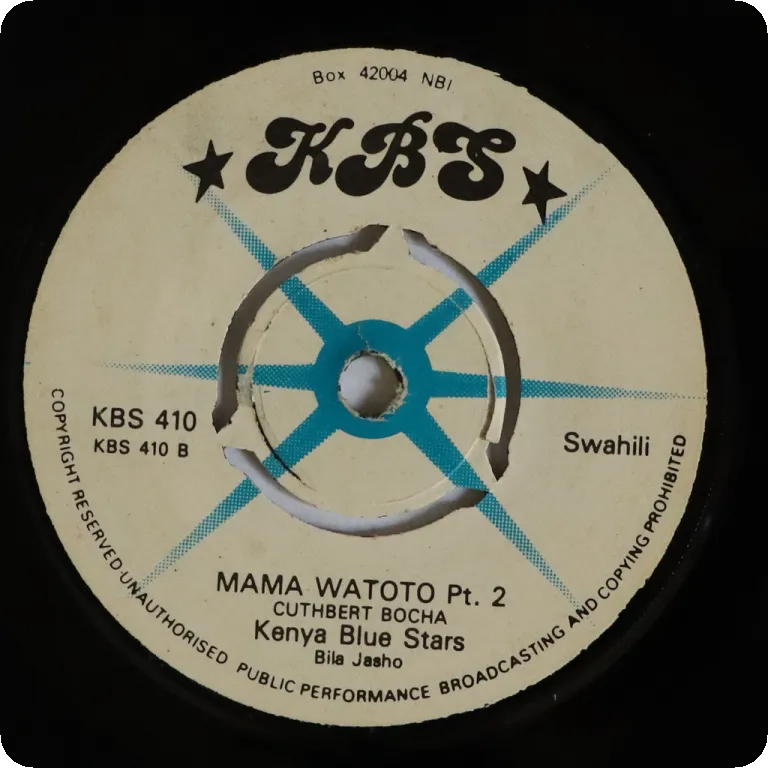 Box 42004 NBI
KBS
KBS 410
KBS 410 B
Swahili
MAMA WATOTO Pt. 2
CUTHBERT BOCHA
Kenya Blue Stars
Bila Jasho
COPYRIGHT RESERVED·UNAUTHORISED PUBLIC PERFORMANCE BROADCASTING AND COPYING PROHIBITED